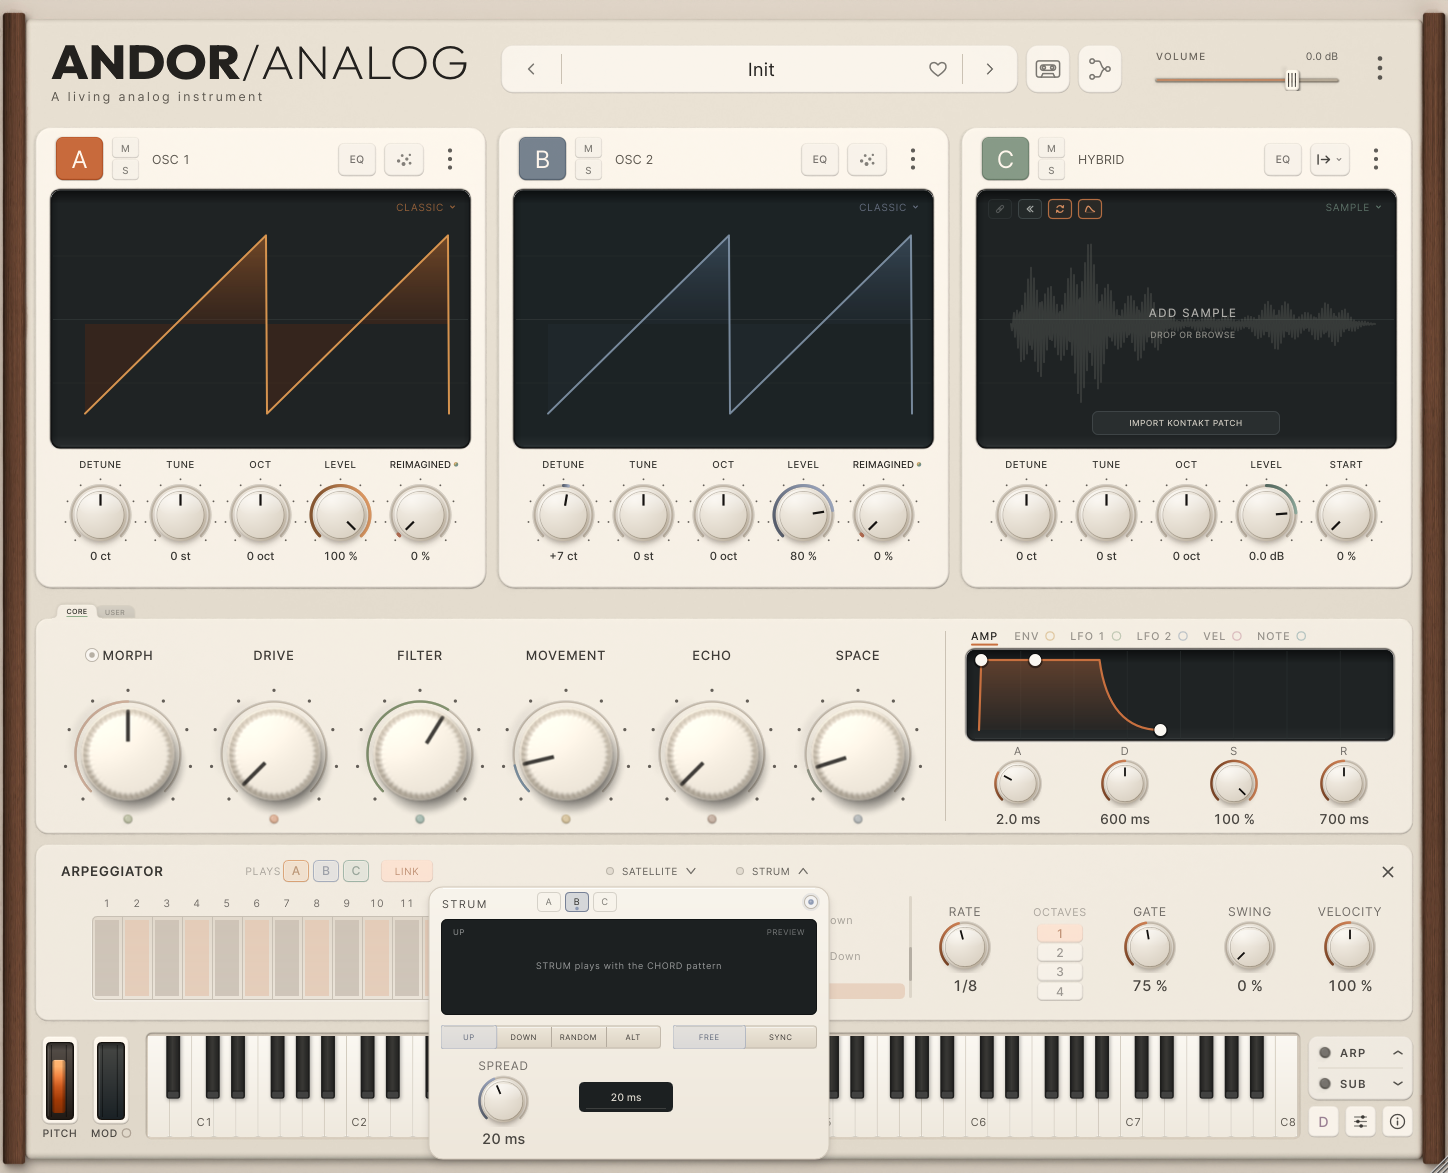 ANDOR/ANALOG
A living analog instrument
Init
VOLUME 0.0 dB
A M S OSC 1 EQ
B M S OSC 2 EQ
C M S HYBRID EQ
CLASSIC
CLASSIC
SAMPLE
ADD SAMPLE
DROP OR BROWSE
IMPORT KONTAKT PATCH
DETUNE TUNE OCT LEVEL REIMAGINED
0 ct 0 st 0 oct 100 % 0 %
DETUNE TUNE OCT LEVEL REIMAGINED
+7 ct 0 st 0 oct 80 % 0 %
DETUNE TUNE OCT LEVEL START
0 ct 0 st 0 oct 0.0 dB 0 %
CORE USER
MORPH DRIVE FILTER MOVEMENT ECHO SPACE
AMP ENV LFO 1 LFO 2 VEL NOTE
A D S R
2.0 ms 600 ms 100 % 700 ms
ARPEGGIATOR PLAYS A B C LINK SATELLITE STRUM
1 2 3 4 5 6 7 8 9 10 11
STRUM A B C
UP PREVIEW
STRUM plays with the CHORD pattern
UP DOWN RANDOM ALT FREE SYNC
SPREAD
20 ms
20 ms
own
Down
RATE OCTAVES GATE SWING VELOCITY
1
2
3
4
1/8 75 % 0 % 100 %
PITCH MOD
C1 C2 C6 C7 C8
ARP
SUB
D